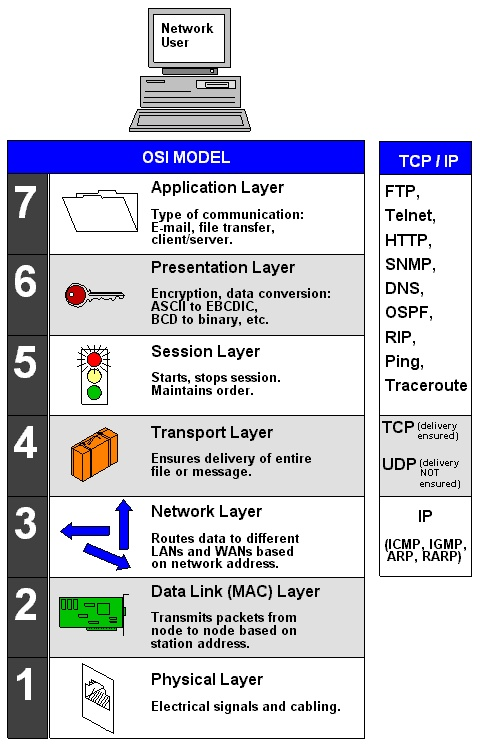 Network
User
OSI MODEL
7
Application Layer
Type of communication:
E-mail, file transfer,
client/server.
6
Presentation Layer
Encryption, data conversion:
ASCII to EBCDIC,
BCD to binary, etc.
5
Session Layer
Starts, stops session.
Maintains order.
4
Transport Layer
Ensures delivery of entire
file or message.
3
Network Layer
Routes data to different
LANs and WANs based
on network address.
2
Data Link (MAC) Layer
Transmits packets from
node to node based on
station address.
1
Physical Layer
Electrical signals and cabling.
TCP / IP
FTP,
Telnet,
HTTP,
SNMP,
DNS,
OSPF,
RIP,
Ping,
Traceroute
TCP (delivery
ensured)
UDP (delivery
NOT
ensured)
IP
(ICMP, IGMP,
ARP, RARP)